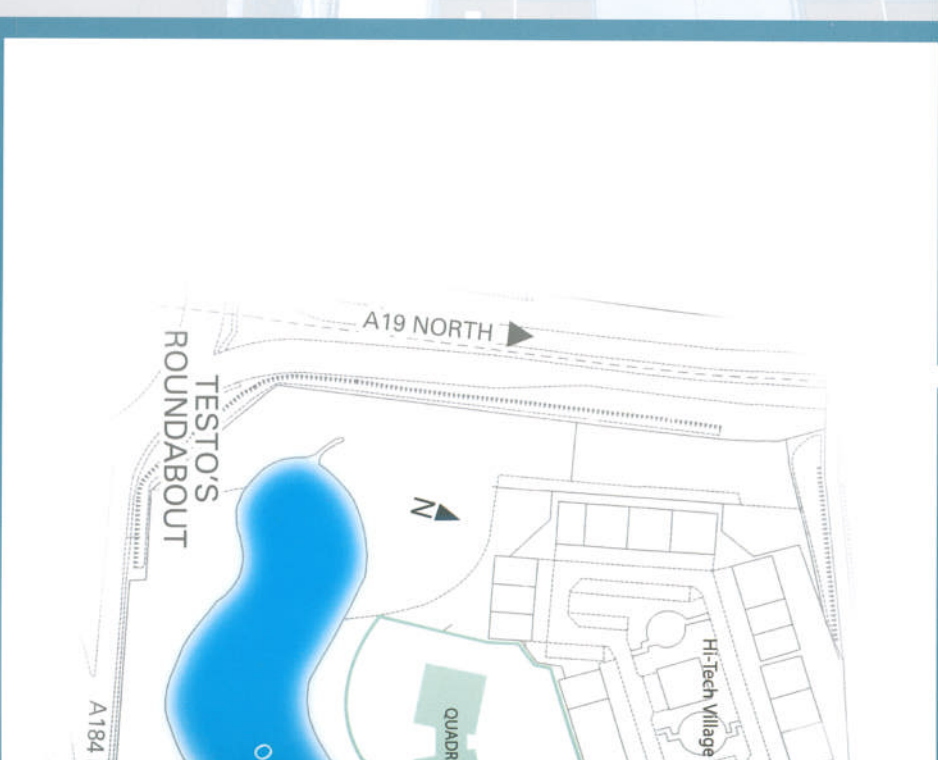 A19 NORTH
TESTO'S
ROUNDABOUT
N
Hi-Tech Village
A184